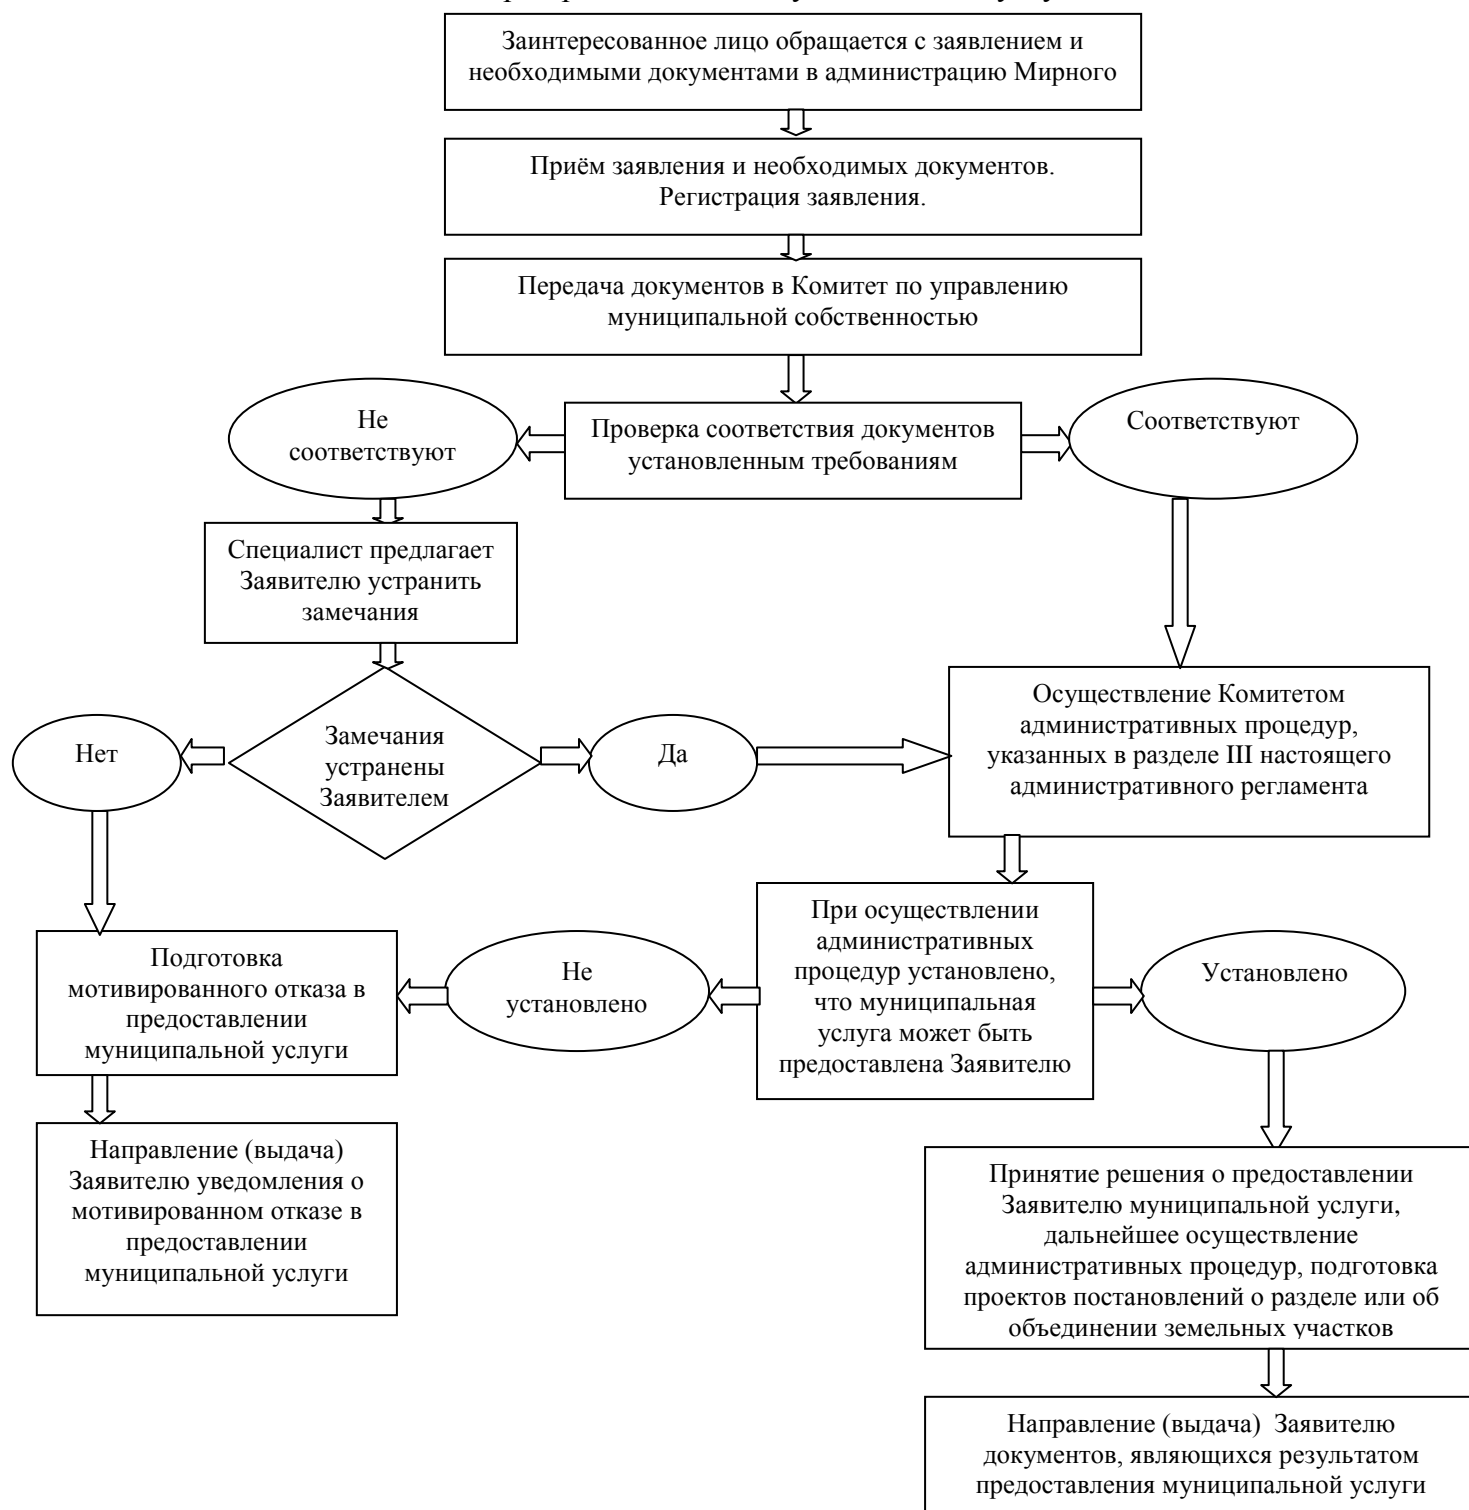 Заинтересованное лицо обращается с заявлением и
необходимыми документами в администрацию Мирного
Приём заявления и необходимых документов.
Регистрация заявления.
Передача документов в Комитет по управлению
муниципальной собственностью
Не
соответствуют
Проверка соответствия документов
установленным требованиям
Соответствуют
Специалист предлагает
Заявителю устранить
замечания
Нет
Замечания
устранены
Заявителем
Да
Осуществление Комитетом
административных процедур,
указанных в разделе III настоящего
административного регламента
Подготовка
мотивированного отказа в
предоставлении
муниципальной услуги
Не
установлено
При осуществлении
административных
процедур установлено,
что муниципальная
услуга может быть
предоставлена Заявителю
Установлено
Направление (выдача)
Заявителю уведомления о
мотивированном отказе в
предоставлении
муниципальной услуги
Принятие решения о предоставлении
Заявителю муниципальной услуги,
дальнейшее осуществление
административных процедур, подготовка
проектов постановлений о разделе или об
объединении земельных участков
Направление (выдача)  Заявителю
документов, являющихся результатом
предоставления муниципальной услуги